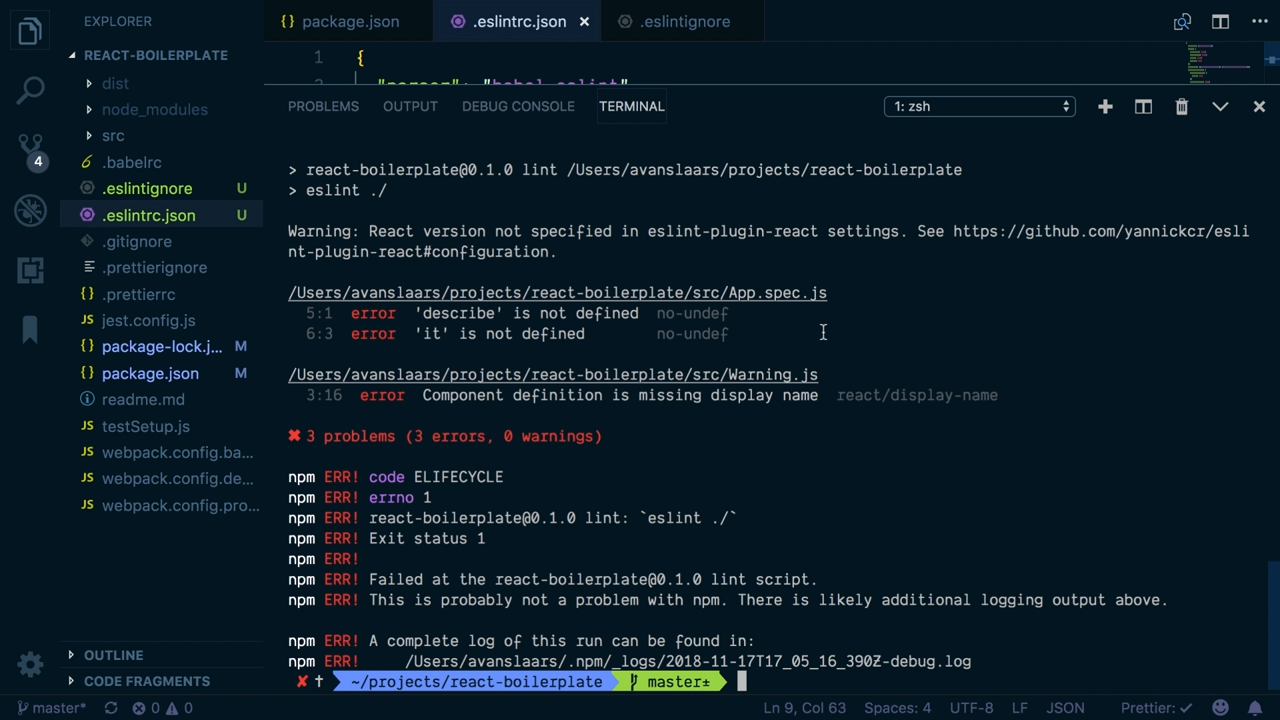 EXPLORER
{} package.json
.eslintrc.json ×
.eslintignore
REACT-BOILERPLATE
dist
node_modules
src
.babelrc
.eslintignore U
.eslintrc.json U
.gitignore
.prettierignore
{} .prettierrc
JS jest.config.js
{} package-lock.j... M
{} package.json M
readme.md
JS testSetup.js
JS webpack.config.ba...
JS webpack.config.de...
JS webpack.config.pro...
OUTLINE
CODE FRAGMENTS
4
1 {
PROBLEMS OUTPUT DEBUG CONSOLE TERMINAL 1: zsh
> react-boilerplate@0.1.0 lint /Users/avanslaars/projects/react-boilerplate
> eslint ./
Warning: React version not specified in eslint-plugin-react settings. See https://github.com/yannickcr/esli
nt-plugin-react#configuration.
/Users/avanslaars/projects/react-boilerplate/src/App.spec.js
5:1 error 'describe' is not defined no-undef
6:3 error 'it' is not defined no-undef
/Users/avanslaars/projects/react-boilerplate/src/Warning.js
3:16 error Component definition is missing display name react/display-name
✖ 3 problems (3 errors, 0 warnings)
npm ERR! code ELIFECYCLE
npm ERR! errno 1
npm ERR! react-boilerplate@0.1.0 lint: `eslint ./`
npm ERR! Exit status 1
npm ERR!
npm ERR! Failed at the react-boilerplate@0.1.0 lint script.
npm ERR! This is probably not a problem with npm. There is likely additional logging output above.
npm ERR! A complete log of this run can be found in:
npm ERR! /Users/avanslaars/.npm/_logs/2018-11-17T17_05_16_390Z-debug.log
✘ † ~/projects/react-boilerplate master±
master* 0 0 Ln 9, Col 63 Spaces: 4 UTF-8 LF JSON Prettier: ✓